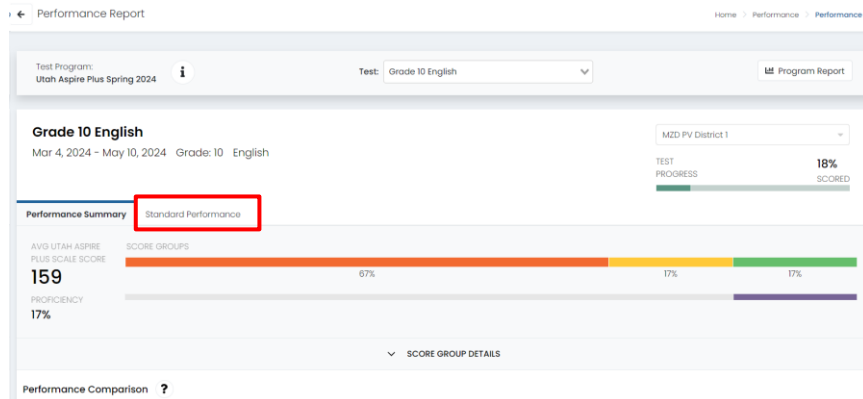 Performance Report
Home > Performance > Performance
Test Program:
Utah Aspire Plus Spring 2024
i
Test: Grade 10 English
Program Report
Grade 10 English
Mar 4, 2024 - May 10, 2024 Grade: 10 English
MZD PV District 1
TEST PROGRESS
18%
SCORED
Performance Summary Standard Performance
AVG UTAH ASPIRE
PLUS SCALE SCORE
159
SCORE GROUPS
67% 17% 17%
PROFICIENCY
17%
SCORE GROUP DETAILS
Performance Comparison ?